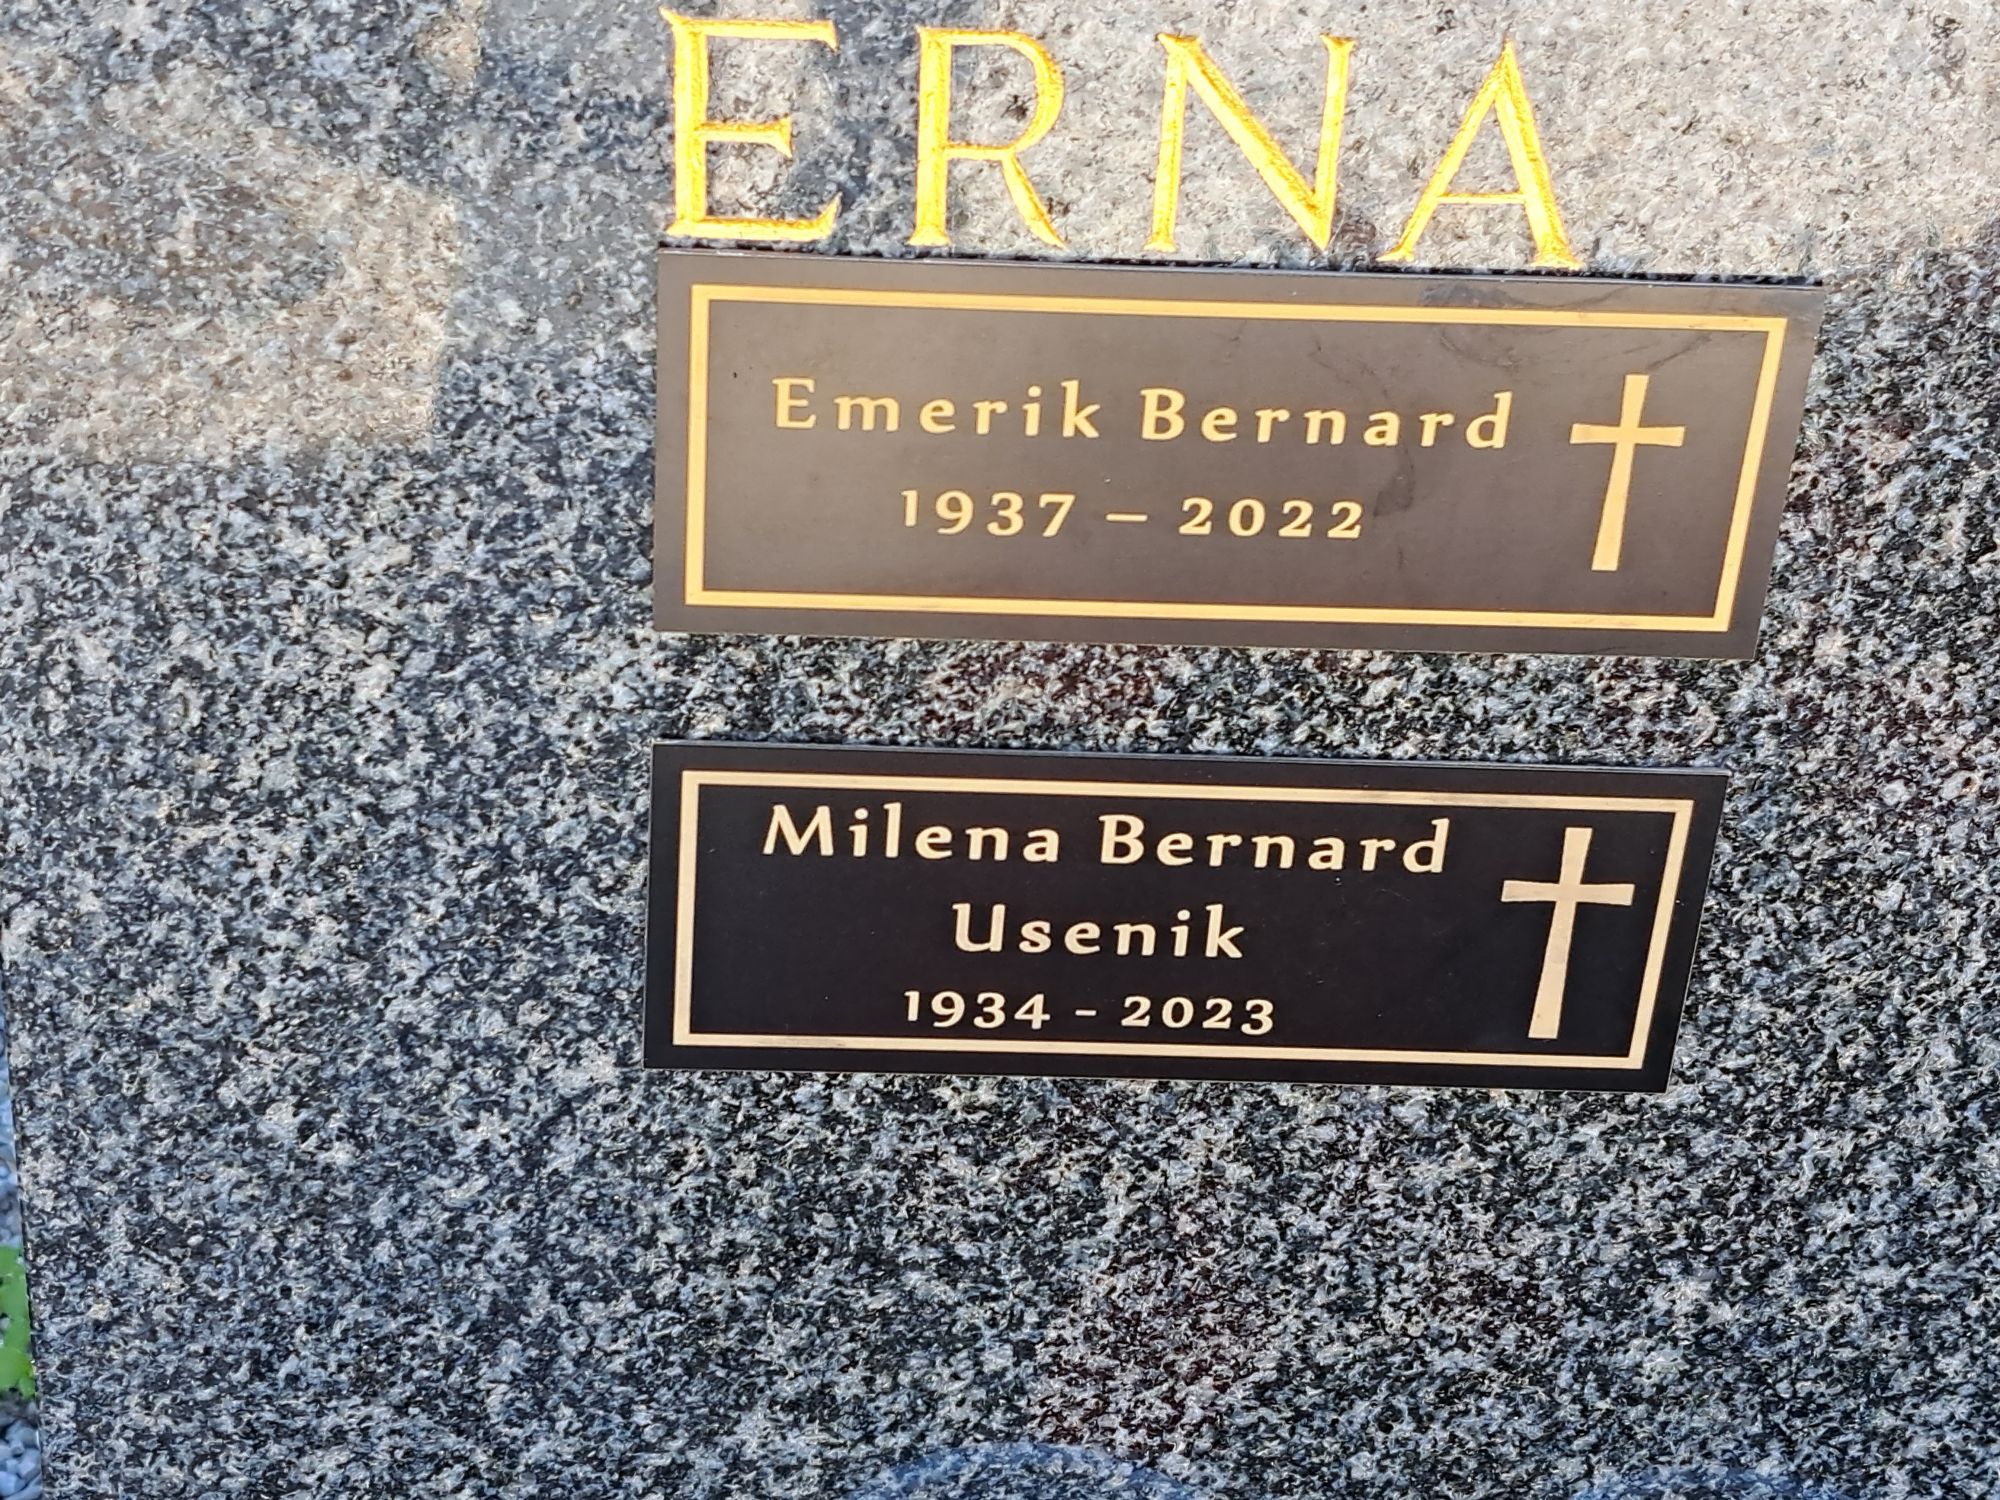 ERNA
Emerik Bernard
1937 – 2022
Milena Bernard
Usenik
1934 - 2023